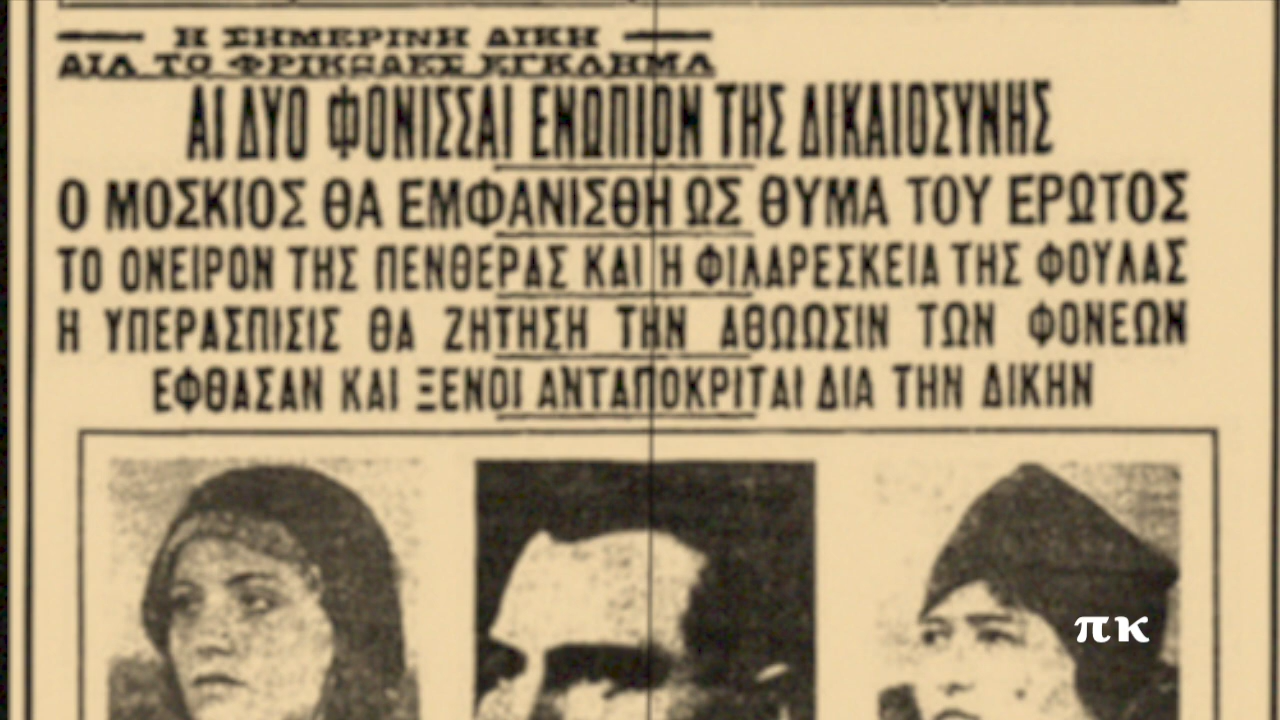 Η ΣΗΜΕΡΙΝΗ ΔΙΚΗ
ΔΙΑ ΤΟ ΦΡΙΚΩΔΕΣ ΕΓΚΛΗΜΑ
ΑΙ ΔΥΟ ΦΟΝΙΣΣΑΙ ΕΝΩΠΙΟΝ ΤΗΣ ΔΙΚΑΙΟΣΥΝΗΣ
Ο ΜΟΣΚΙΟΣ ΘΑ ΕΜΦΑΝΙΣΘΗ ΩΣ ΘΥΜΑ ΤΟΥ ΕΡΩΤΟΣ
ΤΟ ΟΝΕΙΡΟΝ ΤΗΣ ΠΕΝΘΕΡΑΣ ΚΑΙ Η ΦΙΛΑΡΕΣΚΕΙΑ ΤΗΣ ΦΟΥΛΑΣ
Η ΥΠΕΡΑΣΠΙΣΙΣ ΘΑ ΖΗΤΗΣΗ ΤΗΝ ΑΘΩΩΣΙΝ ΤΩΝ ΦΟΝΕΩΝ
ΕΦΘΑΣΑΝ ΚΑΙ ΞΕΝΟΙ ΑΝΤΑΠΟΚΡΙΤΑΙ ΔΙΑ ΤΗΝ ΔΙΚΗΝ
πκ